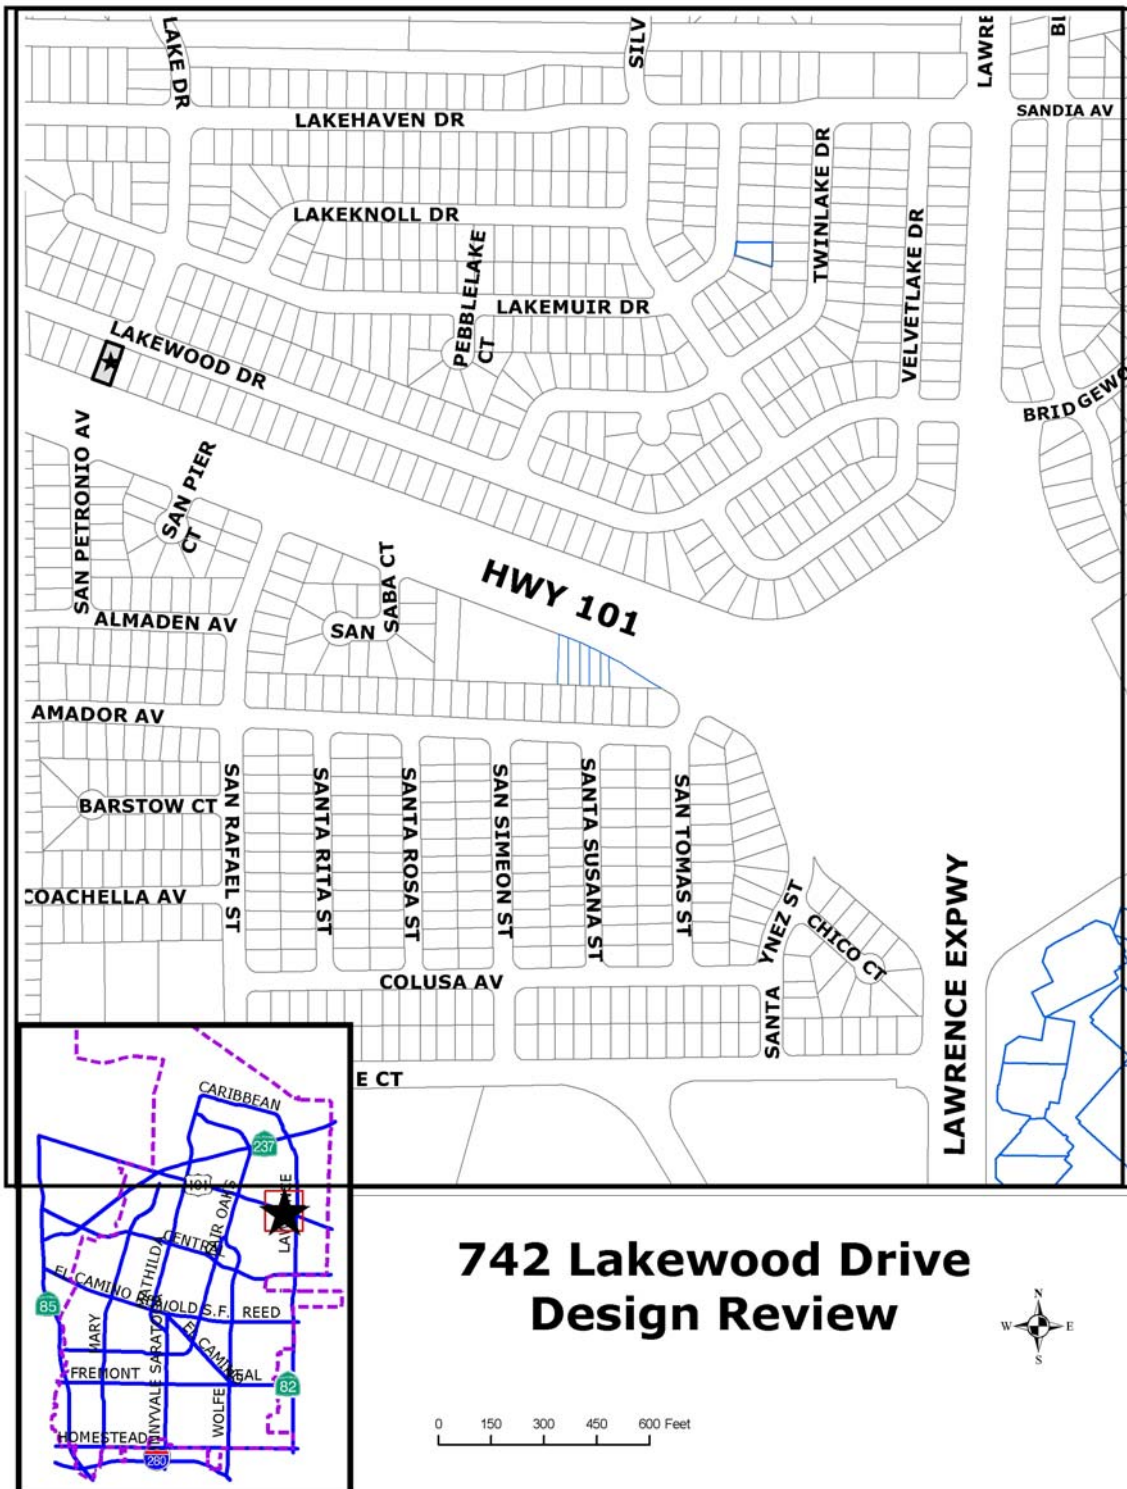 LAKE DR
SILV
LAWRE
LAKEHAVEN DR
SANDIA AV
LAKEKNOLL DR
TWINLAKE DR
VELVETLAKE DR
PEBBLELAKE
CT
LAKEMUIR DR
LAKEWOOD DR
BRIDGEWO
SAN PETRONIO AV
SAN PIER
CT
HWY 101
SABA CT
SAN
ALMADEN AV
AMADOR AV
BARSTOW CT
SAN RAFAEL ST
SANTA RITA ST
SANTA ROSA ST
SAN SIMEON ST
SANTA SUSANA ST
SAN TOMAS ST
COACHELLA AV
YNEZ ST
SANTA
CHICO CT
LAWRENCE EXPWY
COLUSA AV
E CT
CARIBBEAN
237
101
FAIR OAKS
CENTRAL
MATHILDA
EL CAMINO REAL
OLD S.F.
REED
85
MARY
SUNNYVALE SARATOGA
EL CAMINO
REAL
FREMONT
82
WOLFE
HOMESTEAD
280
742 Lakewood Drive
Design Review
N
W E
S
0 150 300 450 600 Feet